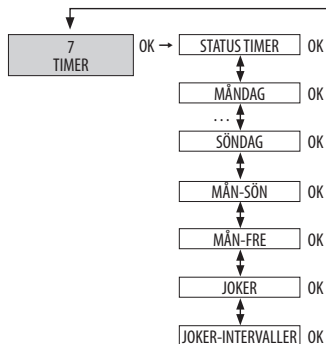 7
TIMER
OK
STATUS TIMER OK
MÅNDAG OK
...
SÖNDAG OK
MÅN-SÖN OK
MÅN-FRE OK
JOKER OK
JOKER-INTERVALLER OK